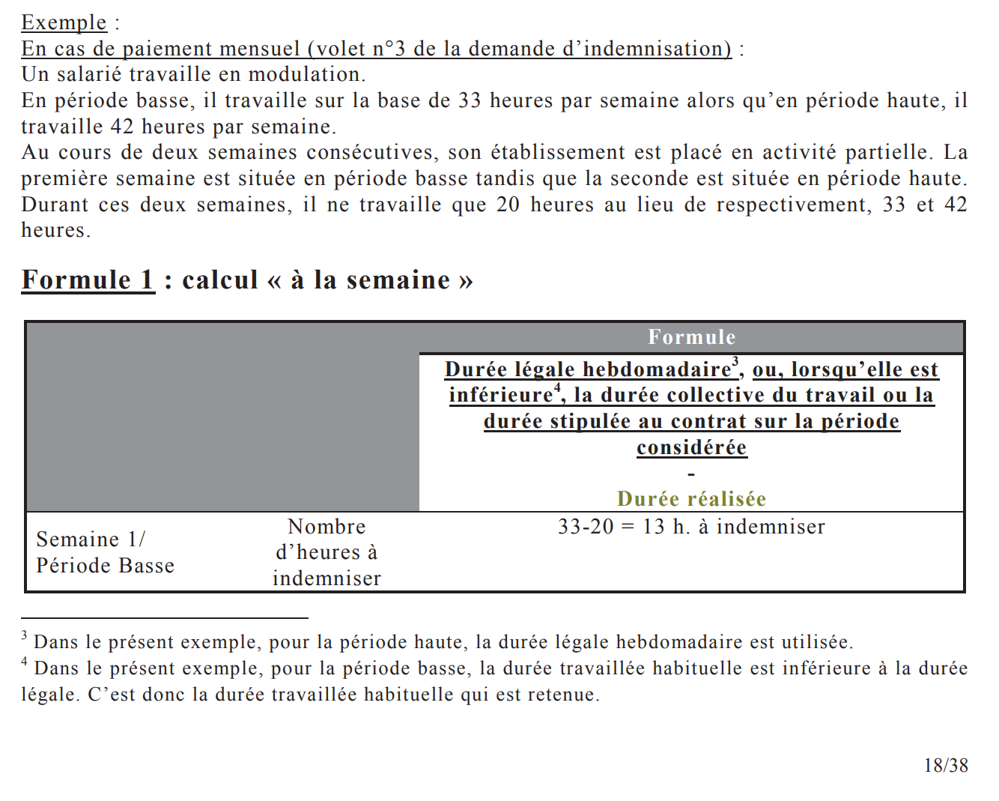 Exemple :
En cas de paiement mensuel (volet n°3 de la demande d’indemnisation) :
Un salarié travaille en modulation.
En période basse, il travaille sur la base de 33 heures par semaine alors qu’en période haute, il
travaille 42 heures par semaine.
Au cours de deux semaines consécutives, son établissement est placé en activité partielle. La
première semaine est située en période basse tandis que la seconde est située en période haute.
Durant ces deux semaines, il ne travaille que 20 heures au lieu de respectivement, 33 et 42
heures.
Formule 1 : calcul « à la semaine »
Formule
Durée légale hebdomadaire³, ou, lorsqu’elle est
inférieure⁴, la durée collective du travail ou la
durée stipulée au contrat sur la période
considérée
-
Durée réalisée
Semaine 1/
Période Basse
Nombre
d’heures à
indemniser
33-20 = 13 h. à indemniser
³ Dans le présent exemple, pour la période haute, la durée légale hebdomadaire est utilisée.
⁴ Dans le présent exemple, pour la période basse, la durée travaillée habituelle est inférieure à la durée
légale. C’est donc la durée travaillée habituelle qui est retenue.
18/38